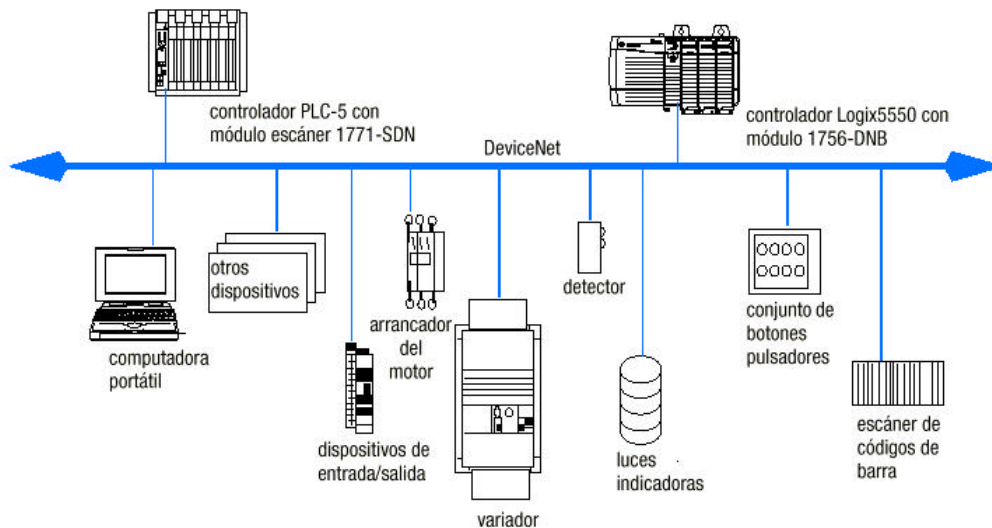 controlador PLC-5 con
módulo escáner 1771-SDN
controlador Logix5550 con
módulo 1756-DNB
DeviceNet
computadora
portátil
otros
dispositivos
dispositivos de
entrada/salida
arrancador
del
motor
variador
detector
luces
indicadoras
conjunto de
botones
pulsadores
escáner de
códigos de
barra